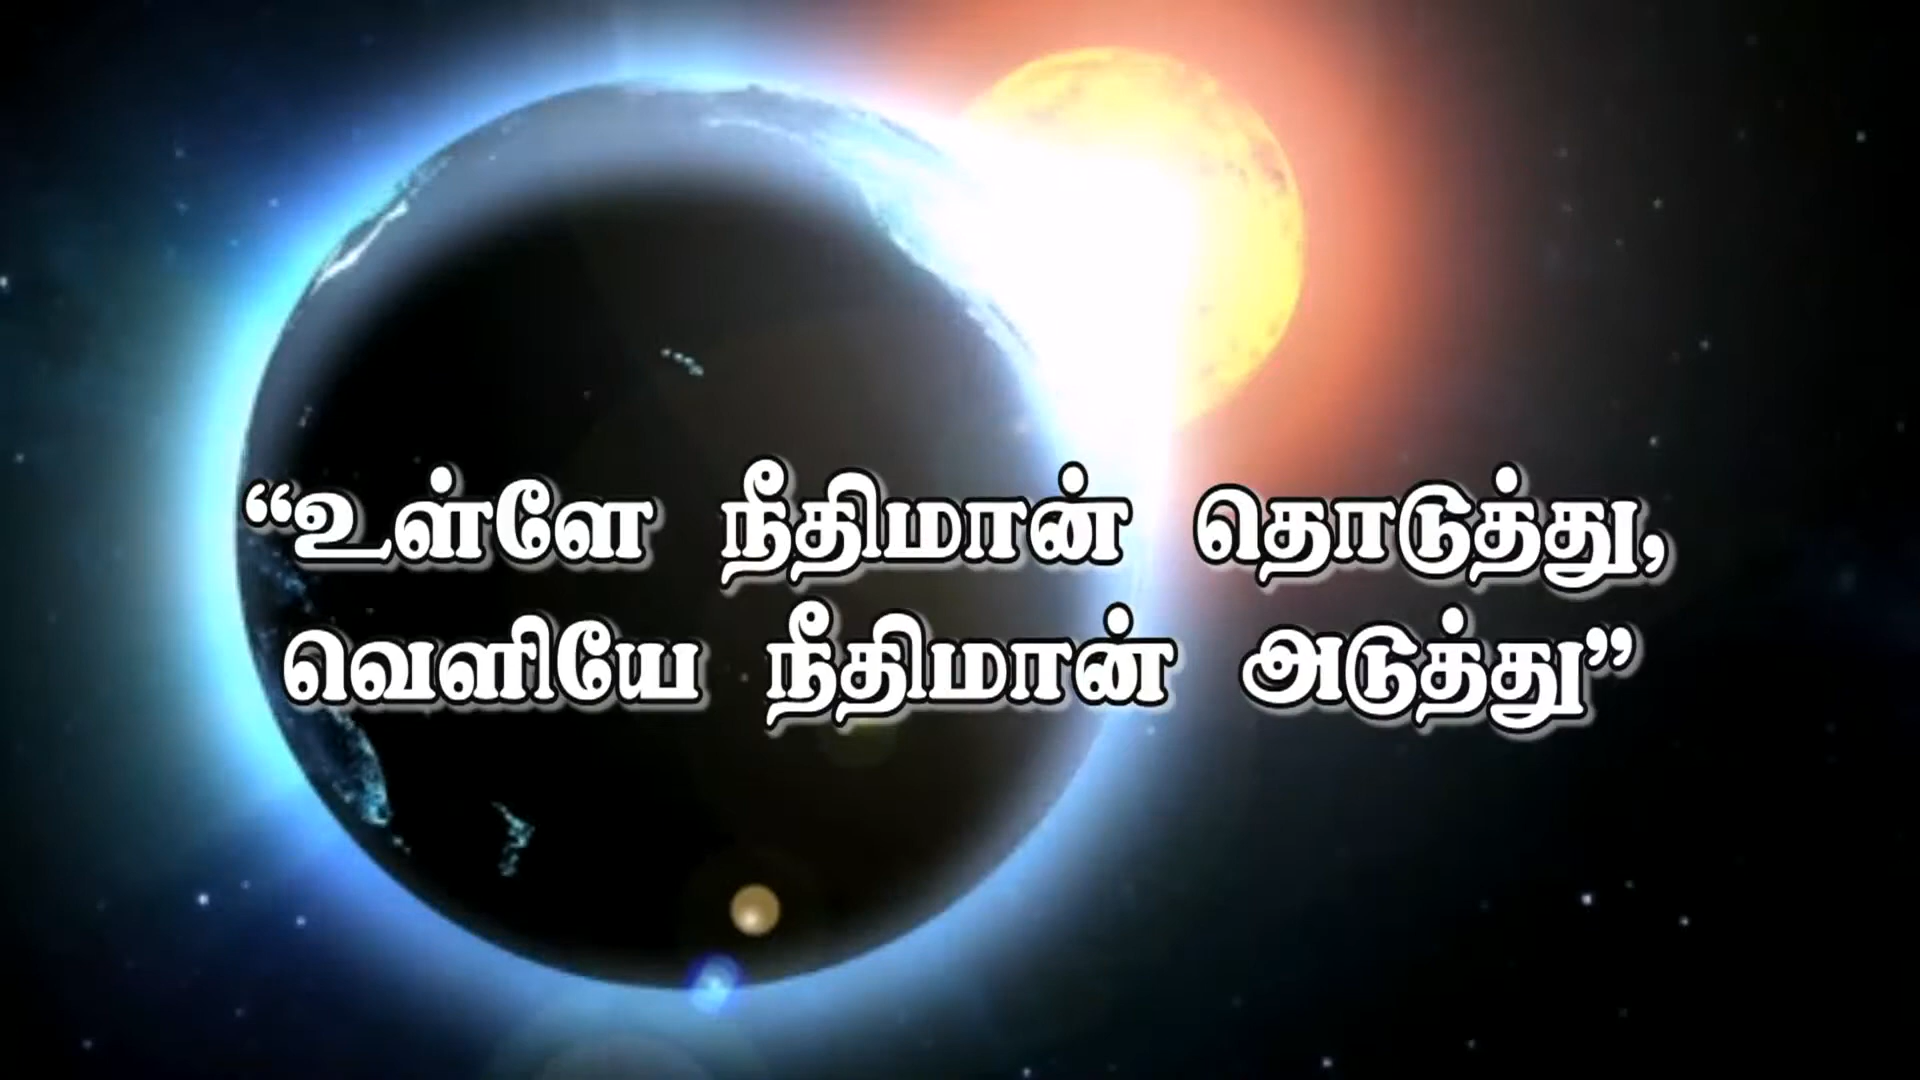 “உள்ளே நீதிமான் தொடுத்து,
வெளியே நீதிமான் அடுத்து”